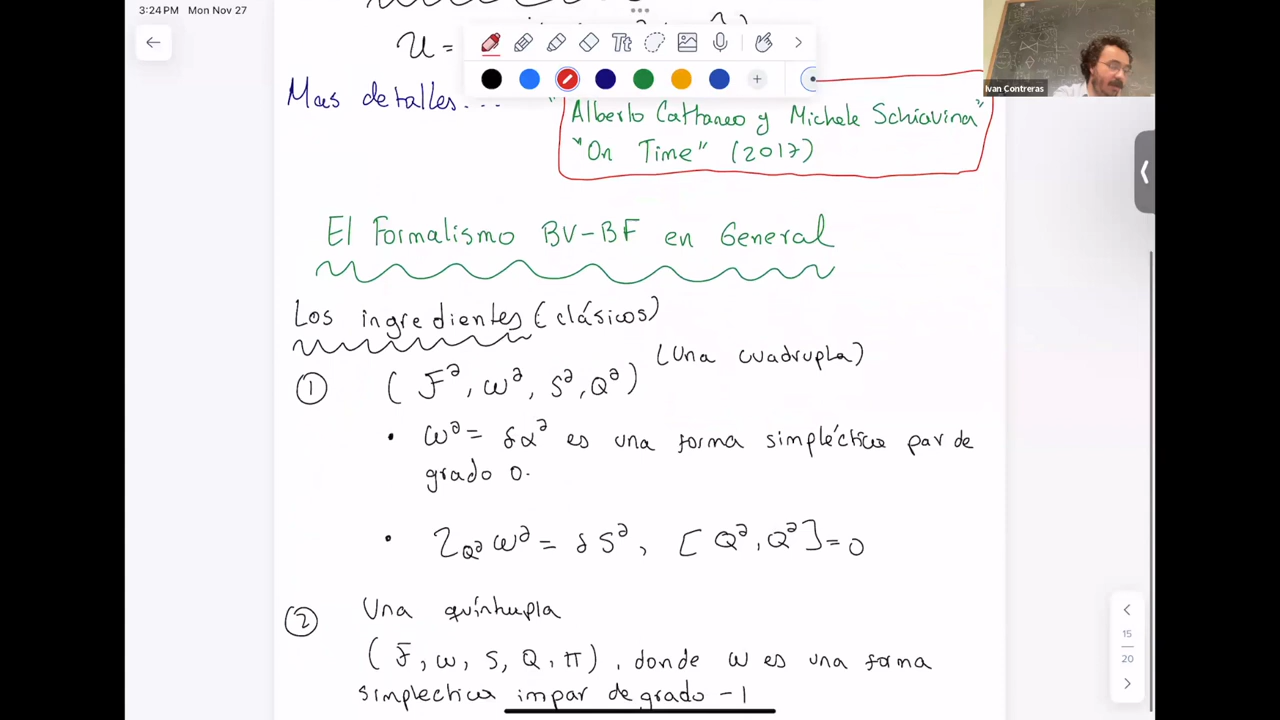 3:24 PM Mon Nov 27
U =
Tt
Ivan Contreras
Mas detalles...
"Alberto Cattaneo y Michele Schiavina"
"On Time" (2017)
El Formalismo BV-BF en General
Los ingredientes (clásicos)
(Una cuadrupla)
① (F^∂, ω^∂, S^∂, Q^∂)
• ω^∂ = δα^∂ es una forma simpléctica par de
grado 0.
• ι_{Q^∂} ω^∂ = δS^∂, [Q^∂, Q^∂] = 0
② Una quíntupla
(F, ω, S, Q, π), donde ω es una forma
simpléctica impar de grado -1
15
20